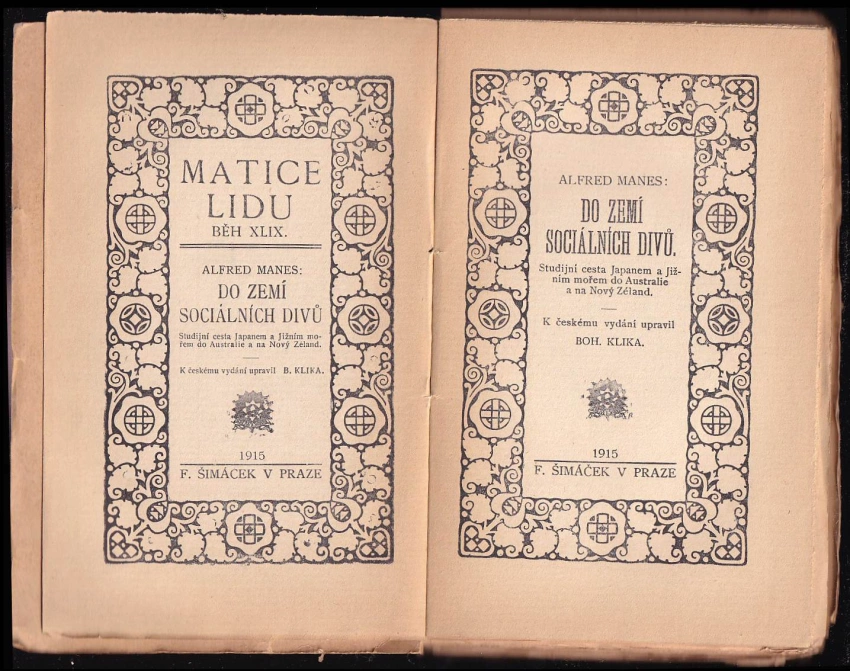 MATICE
LIDU
BĚH XLIX.
ALFRED MANES:
DO ZEMÍ
SOCIÁLNÍCH DIVŮ
Studijní cesta Japanem a Jižním mo-
řem do Australie a na Nový Zéland.
K českému vydání upravil B. KLIKA.
1915
F. ŠIMÁČEK V PRAZE
ALFRED MANES:
DO ZEMÍ
SOCIÁLNÍCH DIVŮ.
Studijní cesta Japanem a Již-
ním mořem do Australie
a na Nový Zéland.
K českému vydání upravil
BOH. KLIKA.
1915
F. ŠIMÁČEK V PRAZE